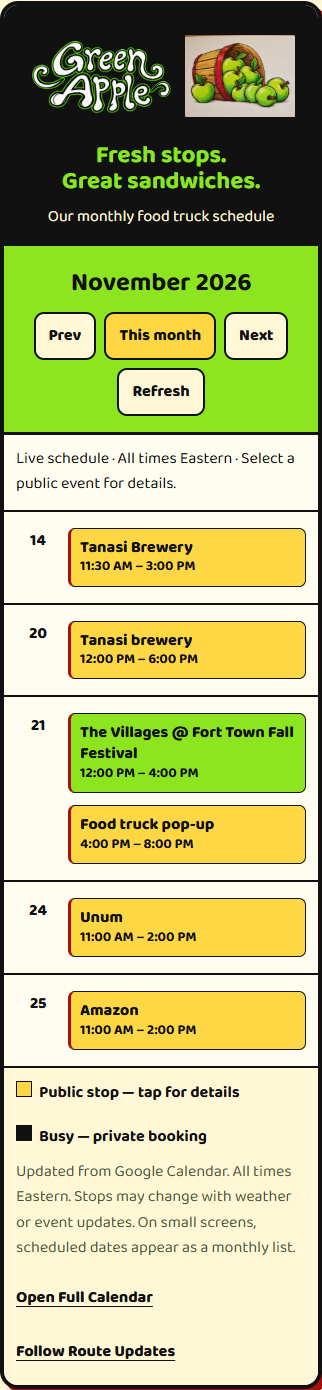 Green
Apple
Fresh stops.
Great sandwiches.
Our monthly food truck schedule
November 2026
Prev
This month
Next
Refresh
Live schedule · All times Eastern · Select a
public event for details.
14
Tanasi Brewery
11:30 AM – 3:00 PM
20
Tanasi brewery
12:00 PM – 6:00 PM
21
The Villages @ Fort Town Fall
Festival
12:00 PM – 4:00 PM
Food truck pop-up
4:00 PM – 8:00 PM
24
Unum
11:00 AM – 2:00 PM
25
Amazon
11:00 AM – 2:00 PM
Public stop — tap for details
Busy — private booking
Updated from Google Calendar. All times
Eastern. Stops may change with weather
or event updates. On small screens,
scheduled dates appear as a monthly list.
Open Full Calendar
Follow Route Updates